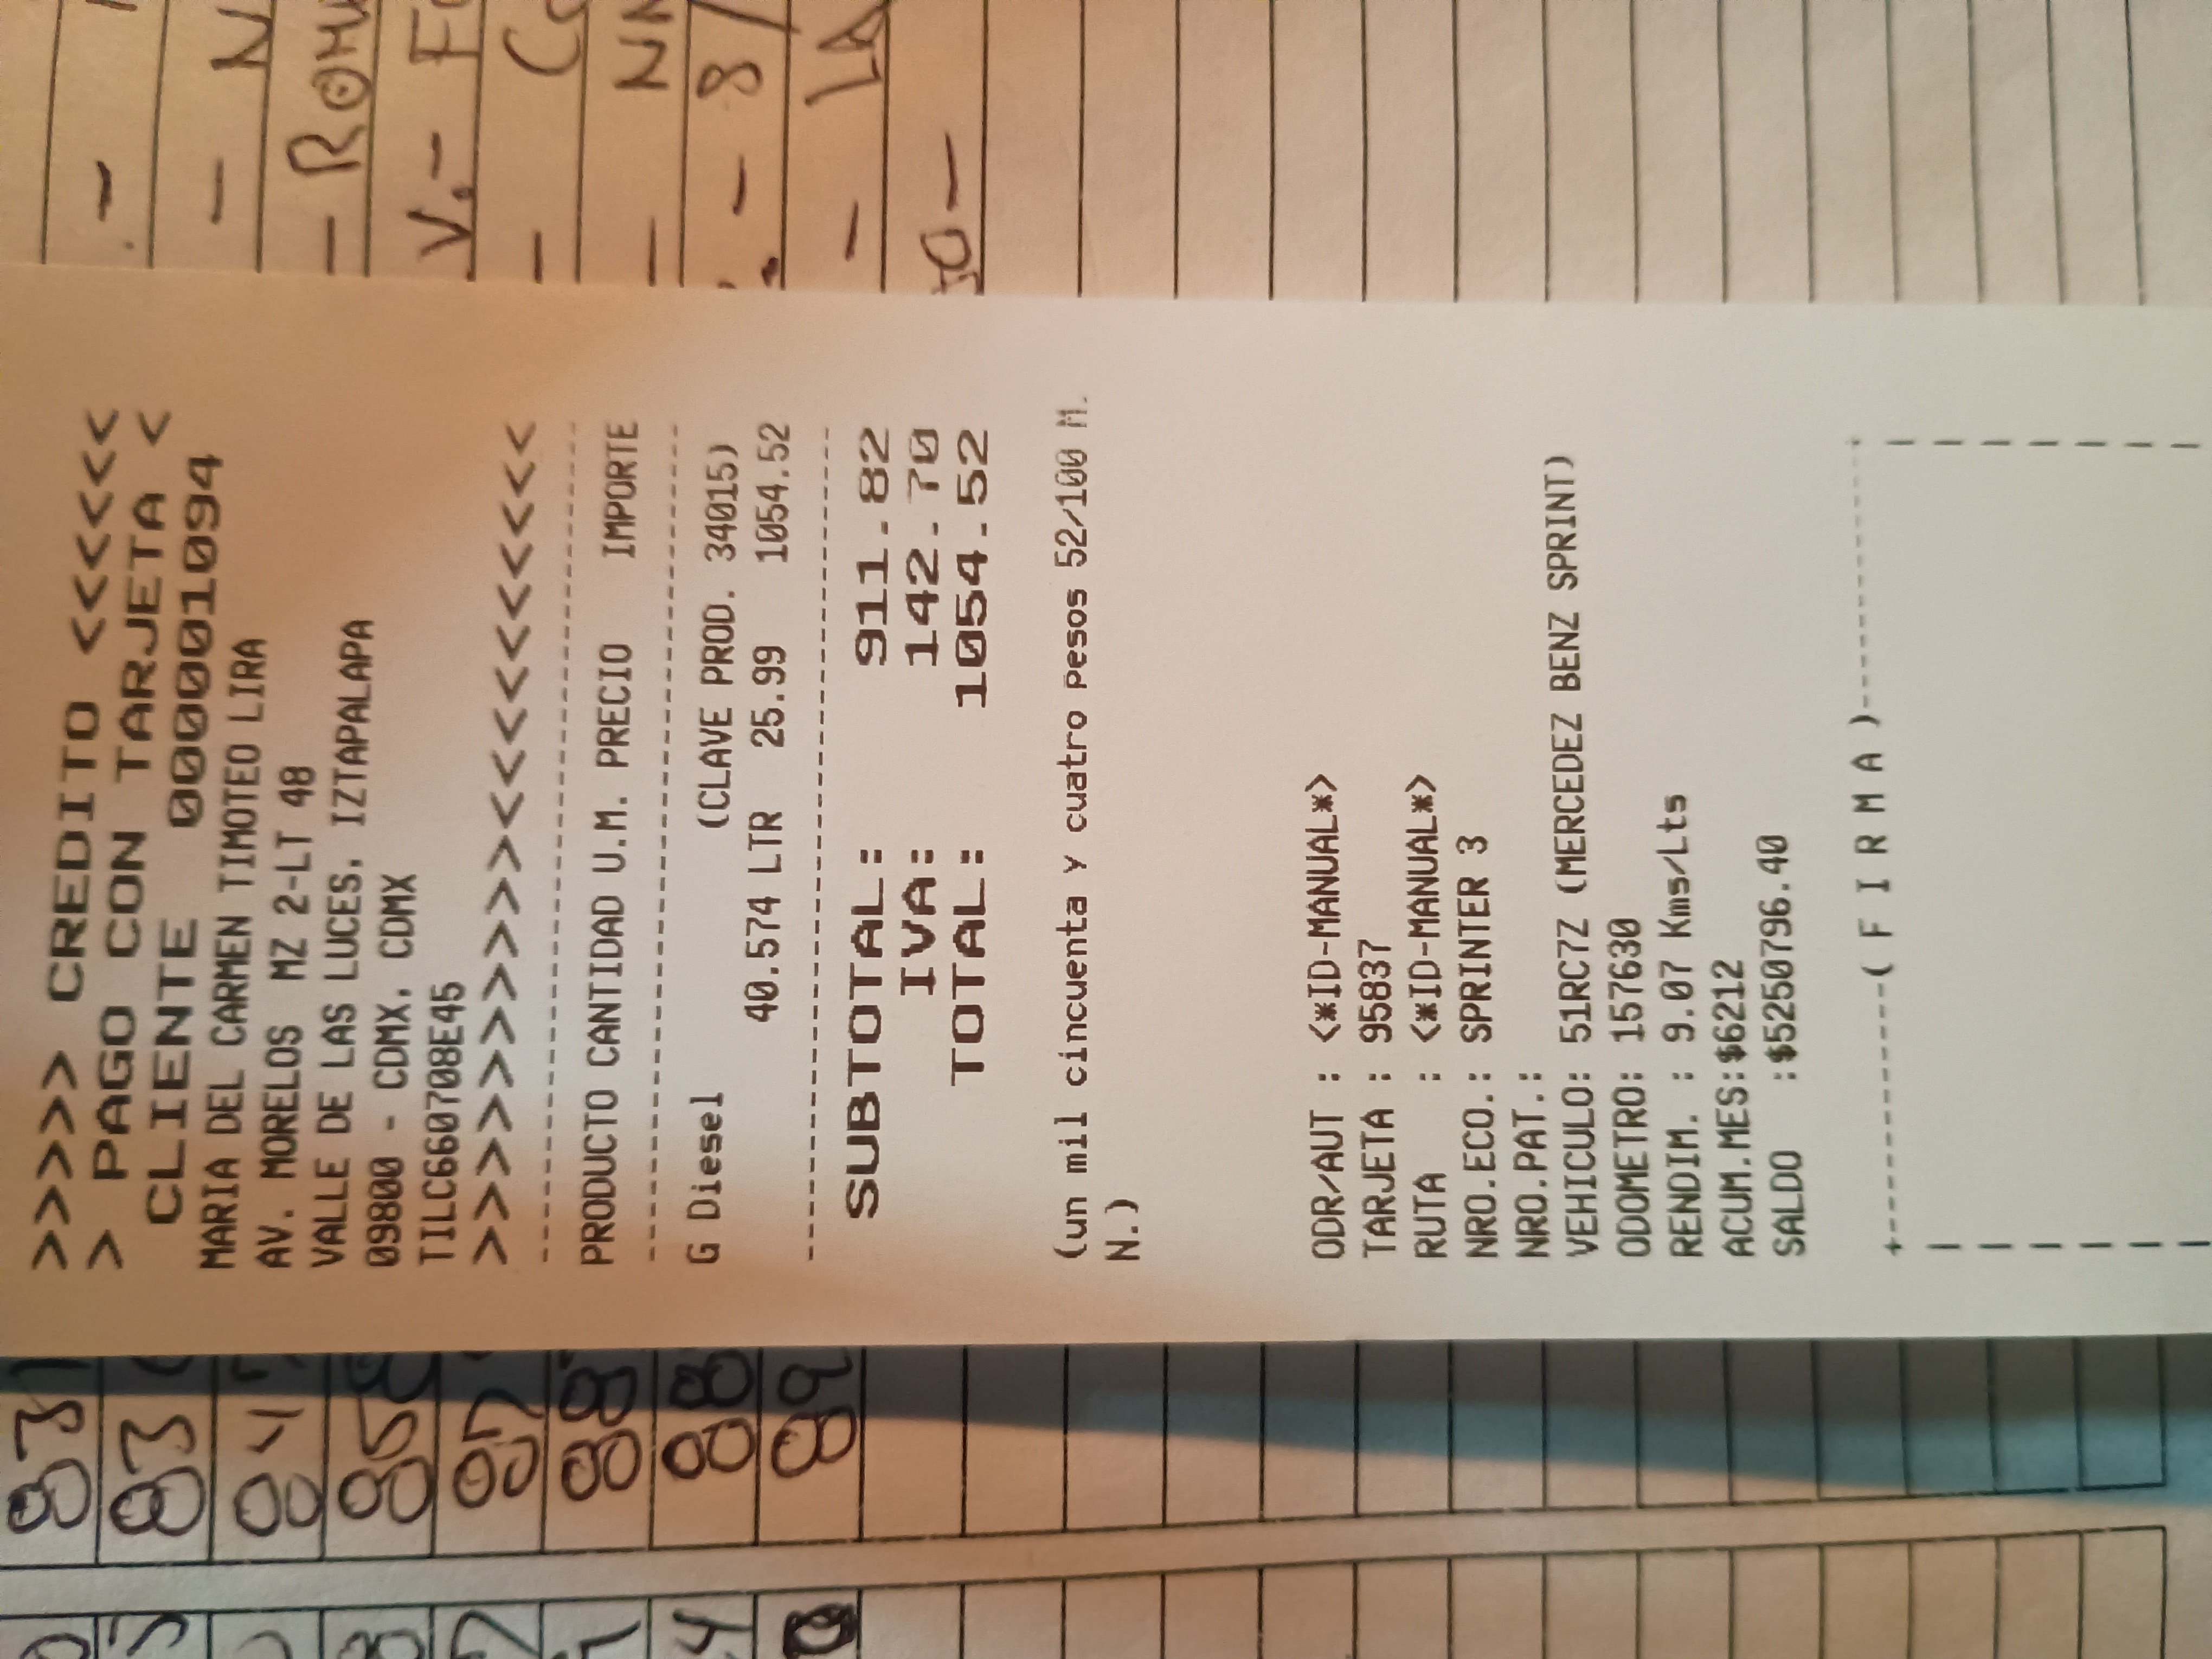 >>>>> CREDITO <<<<<
> PAGO CON TARJETA <
CLIENTE 0000001094
MARIA DEL CARMEN TIMOTEO LIRA
AV. MORELOS MZ 2-LT 48
VALLE DE LAS LUCES, IZTAPALAPA
09800 - CDMX, CDMX
TILC660708E45
>>>>>>>>>><<<<<<<<<<
PRODUCTO CANTIDAD U.M. PRECIO IMPORTE
G Diesel (CLAVE PROD. 34015)
40.574 LTR 25.99 1054.52
SUBTOTAL: 911.82
IVA: 142.70
TOTAL: 1054.52
(un mil cincuenta y cuatro Pesos 52/100 M.
N.)
ODR/AUT : <*ID-MANUAL*>
TARJETA : 95837
RUTA : <*ID-MANUAL*>
NRO.ECO.: SPRINTER 3
NRO.PAT.:
VEHICULO: 51RC7Z (MERCEDEZ BENZ SPRINT)
ODOMETRO: 157630
RENDIM. : 9.07 Kms/Lts
ACUM.MES:$6212
SALDO :$5250796.40
+---------( F I R M A )---------+